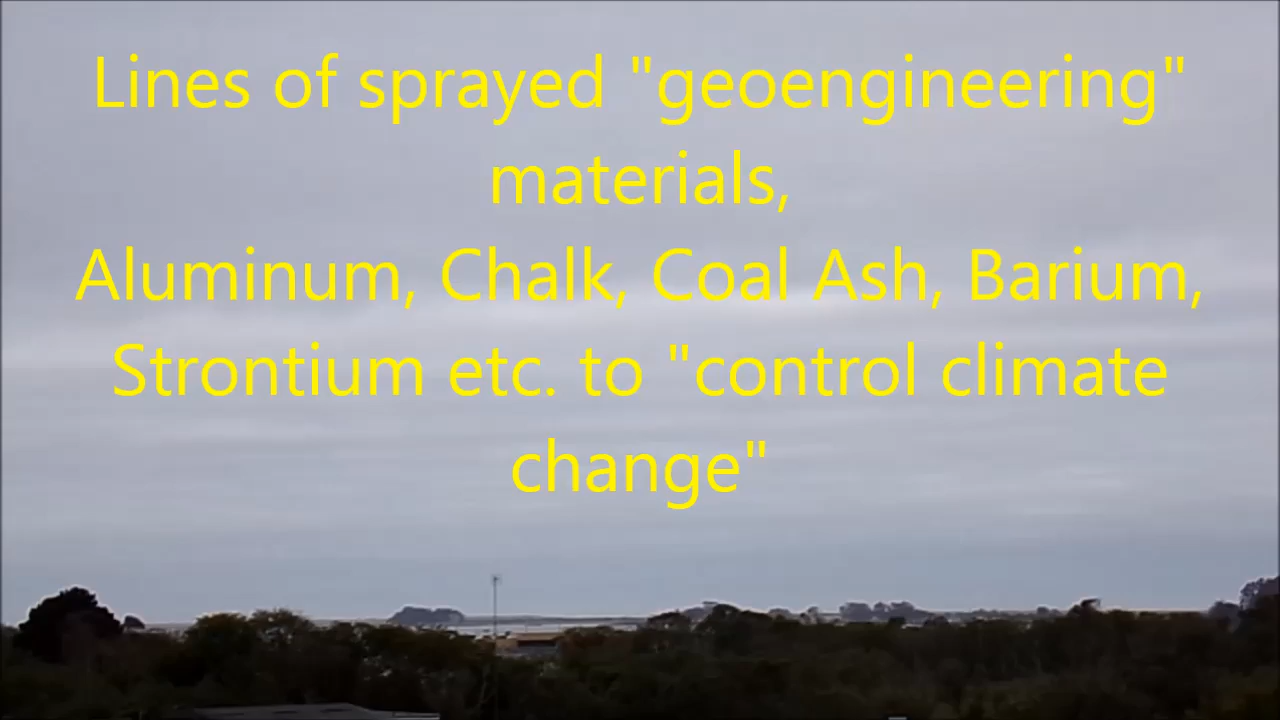 Lines of sprayed "geoengineering"
materials,
Aluminum, Chalk, Coal Ash, Barium,
Strontium etc. to "control climate
change"